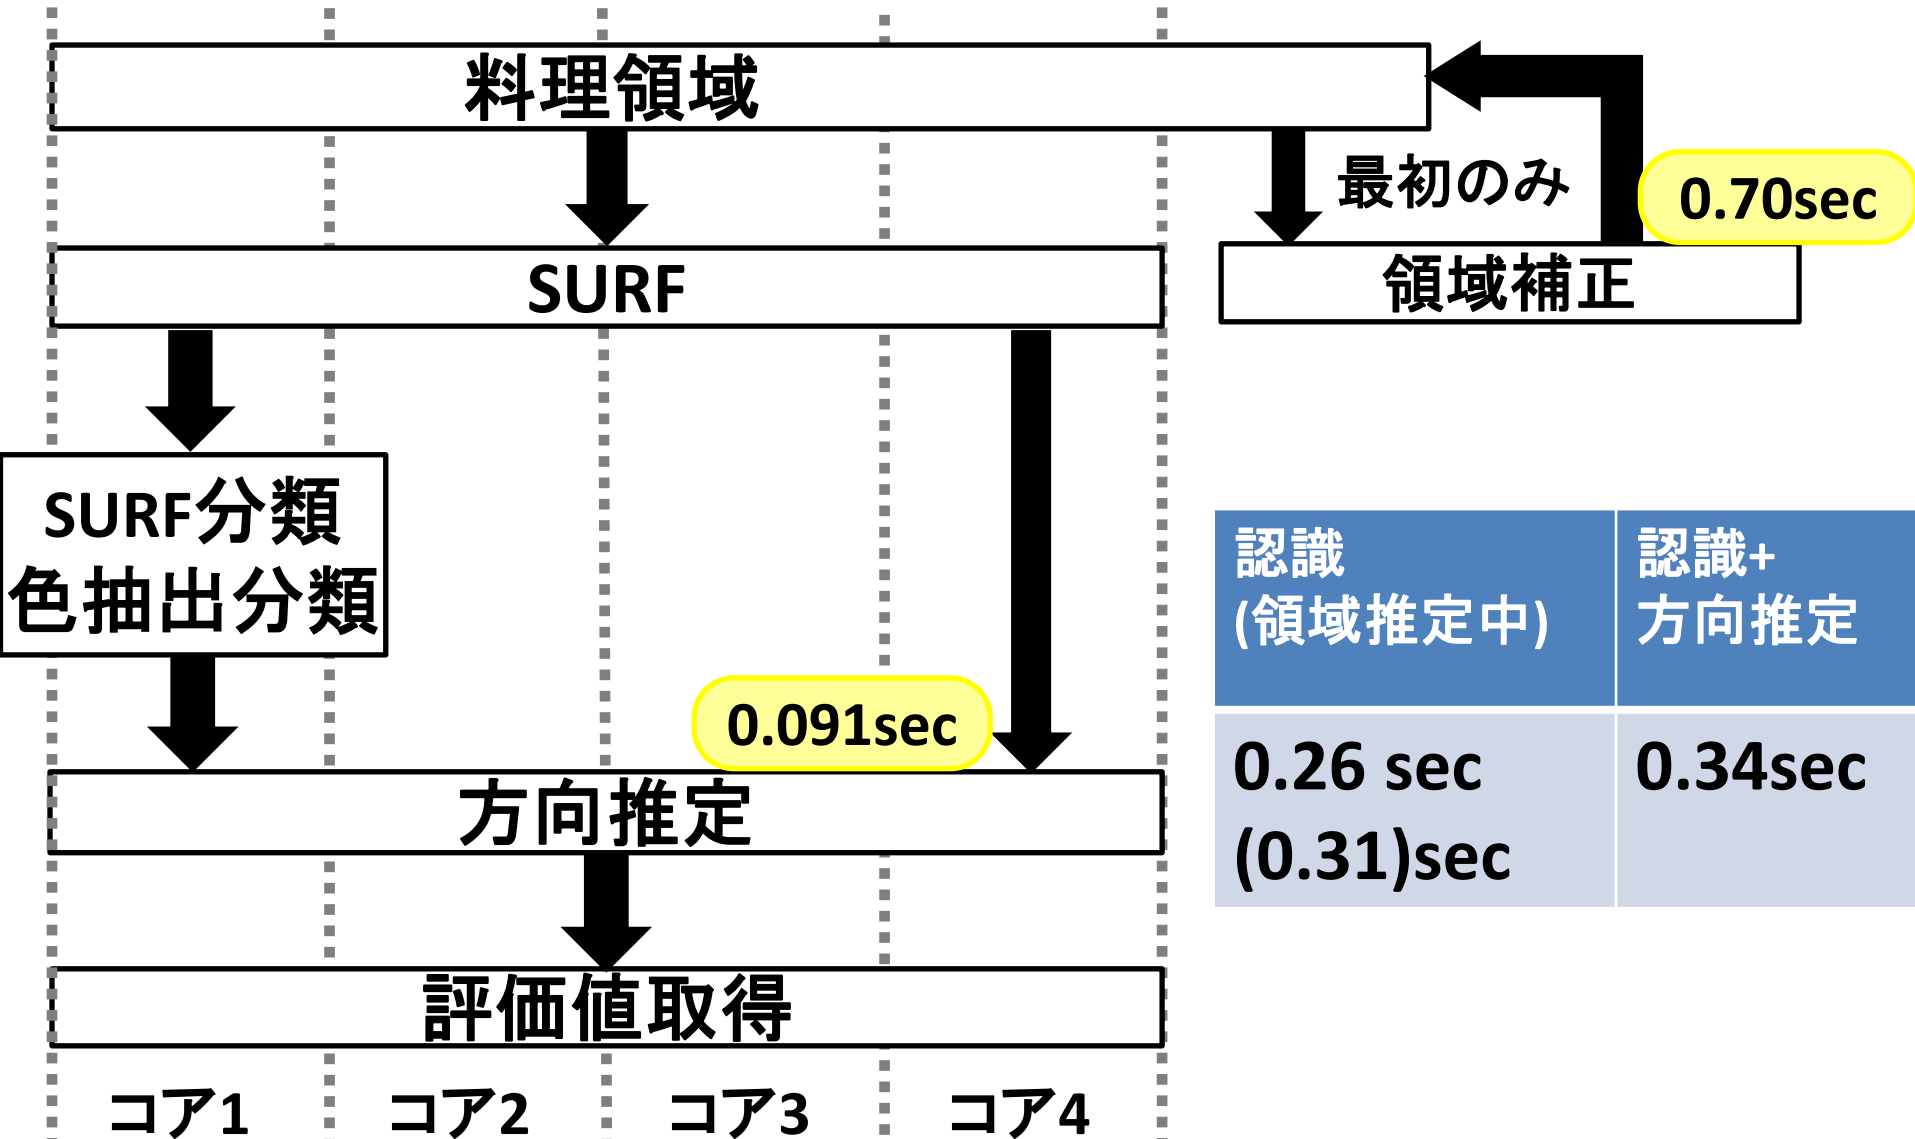 料理領域
最初のみ
0.70sec
SURF
領域補正
SURF分類
色抽出分類
0.091sec
方向推定
評価値取得
コア1
コア2
コア3
コア4
認識
(領域推定中)
認識+
方向推定
0.26 sec
(0.31)sec
0.34sec